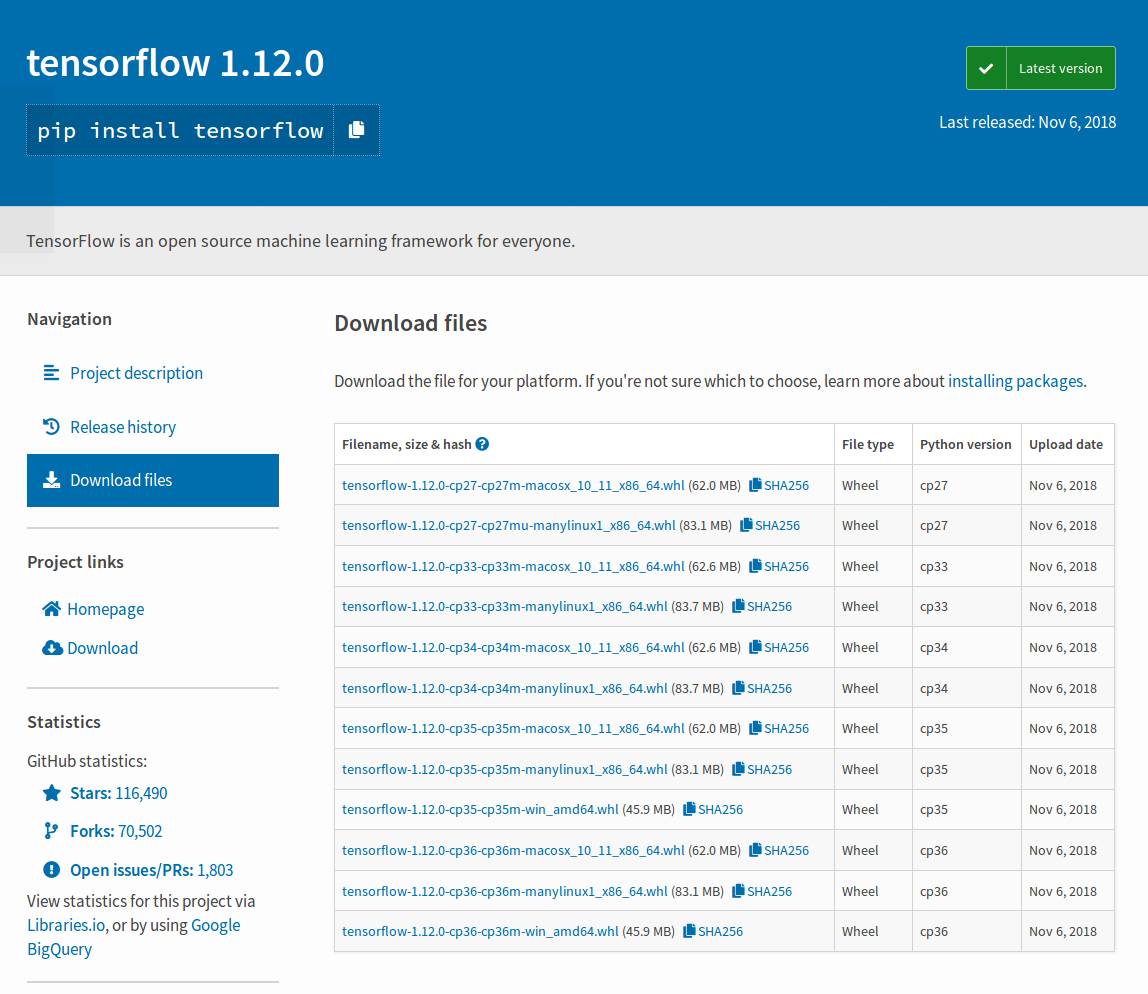 tensorflow 1.12.0
Latest version
pip install tensorflow
Last released: Nov 6, 2018
TensorFlow is an open source machine learning framework for everyone.
Navigation
Project description
Release history
Download files
Project links
Homepage
Download
Statistics
GitHub statistics:
Stars: 116,490
Forks: 70,502
Open issues/PRs: 1,803
View statistics for this project via
Libraries.io, or by using Google
BigQuery
Download files
Download the file for your platform. If you're not sure which to choose, learn more about installing packages.
Filename, size & hash ? File type Python version Upload date
tensorflow-1.12.0-cp27-cp27m-macosx_10_11_x86_64.whl (62.0 MB) SHA256 Wheel cp27 Nov 6, 2018
tensorflow-1.12.0-cp27-cp27mu-manylinux1_x86_64.whl (83.1 MB) SHA256 Wheel cp27 Nov 6, 2018
tensorflow-1.12.0-cp33-cp33m-macosx_10_11_x86_64.whl (62.6 MB) SHA256 Wheel cp33 Nov 6, 2018
tensorflow-1.12.0-cp33-cp33m-manylinux1_x86_64.whl (83.7 MB) SHA256 Wheel cp33 Nov 6, 2018
tensorflow-1.12.0-cp34-cp34m-macosx_10_11_x86_64.whl (62.6 MB) SHA256 Wheel cp34 Nov 6, 2018
tensorflow-1.12.0-cp34-cp34m-manylinux1_x86_64.whl (83.7 MB) SHA256 Wheel cp34 Nov 6, 2018
tensorflow-1.12.0-cp35-cp35m-macosx_10_11_x86_64.whl (62.0 MB) SHA256 Wheel cp35 Nov 6, 2018
tensorflow-1.12.0-cp35-cp35m-manylinux1_x86_64.whl (83.1 MB) SHA256 Wheel cp35 Nov 6, 2018
tensorflow-1.12.0-cp35-cp35m-win_amd64.whl (45.9 MB) SHA256 Wheel cp35 Nov 6, 2018
tensorflow-1.12.0-cp36-cp36m-macosx_10_11_x86_64.whl (62.0 MB) SHA256 Wheel cp36 Nov 6, 2018
tensorflow-1.12.0-cp36-cp36m-manylinux1_x86_64.whl (83.1 MB) SHA256 Wheel cp36 Nov 6, 2018
tensorflow-1.12.0-cp36-cp36m-win_amd64.whl (45.9 MB) SHA256 Wheel cp36 Nov 6, 2018